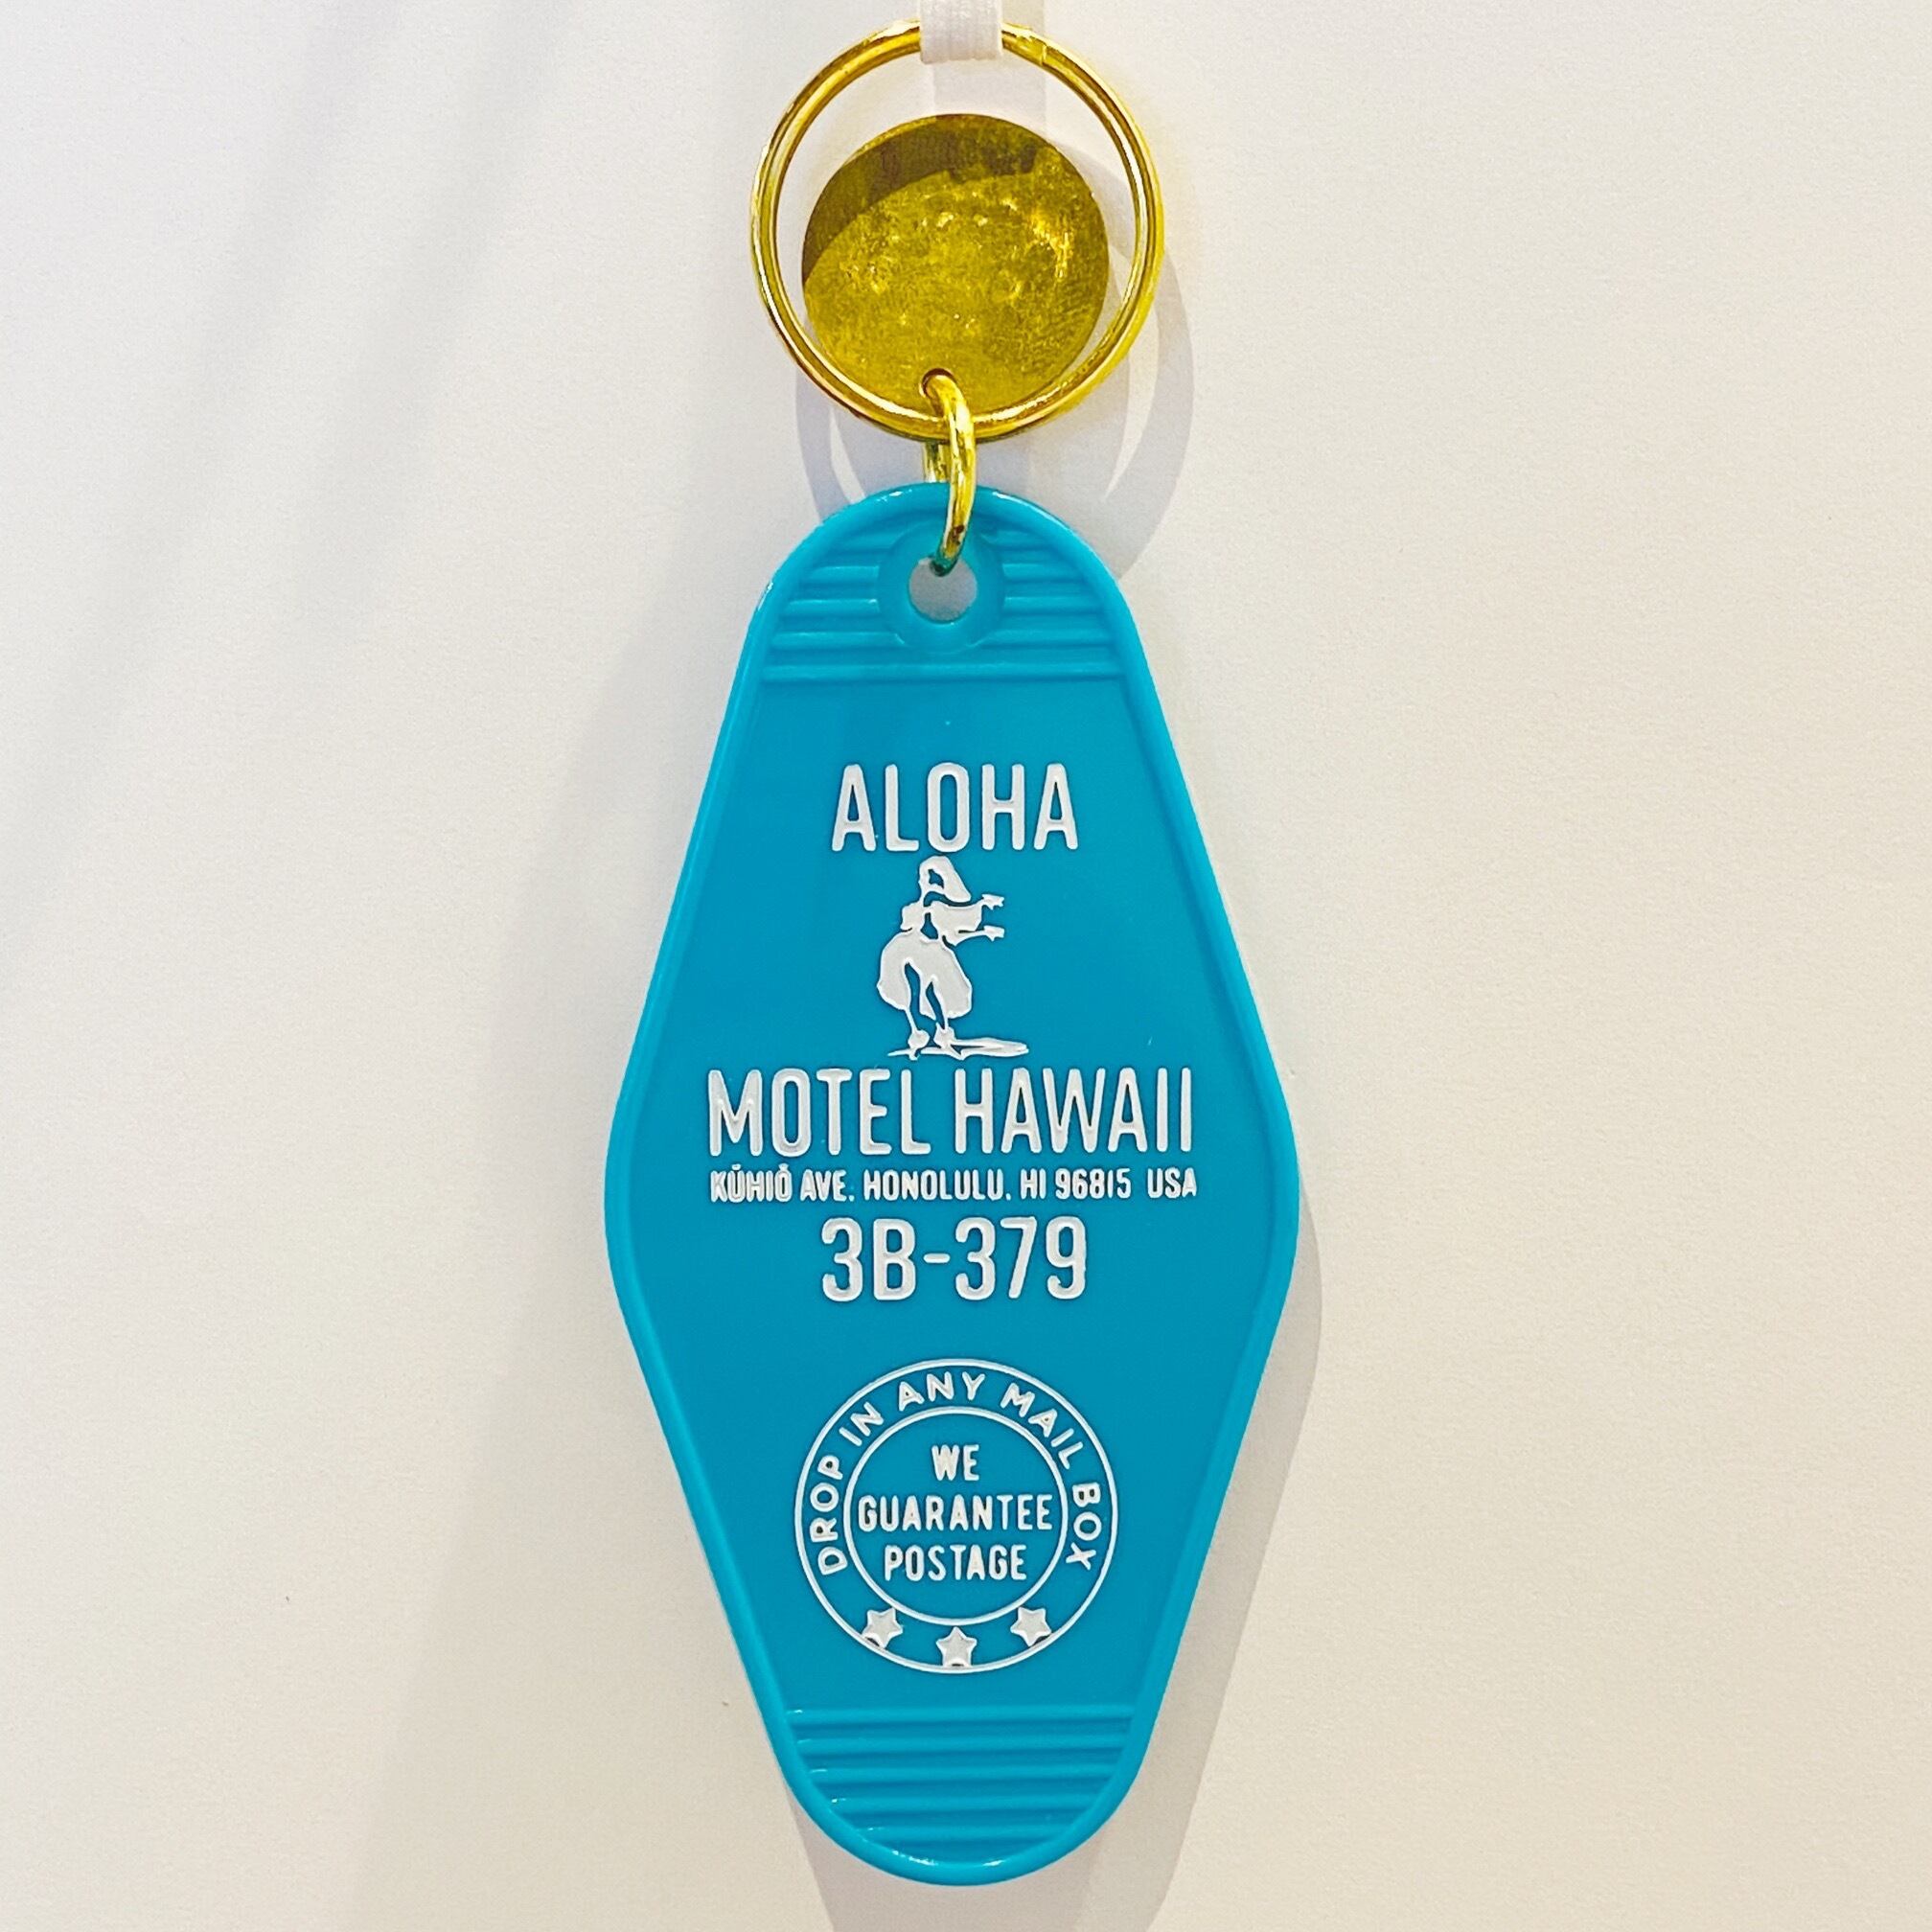 ALOHA
MOTEL HAWAII
KŪHIŌ AVE. HONOLULU. HI 96815 USA
3B-379
DROP IN ANY MAIL BOX
WE
GUARANTEE
POSTAGE